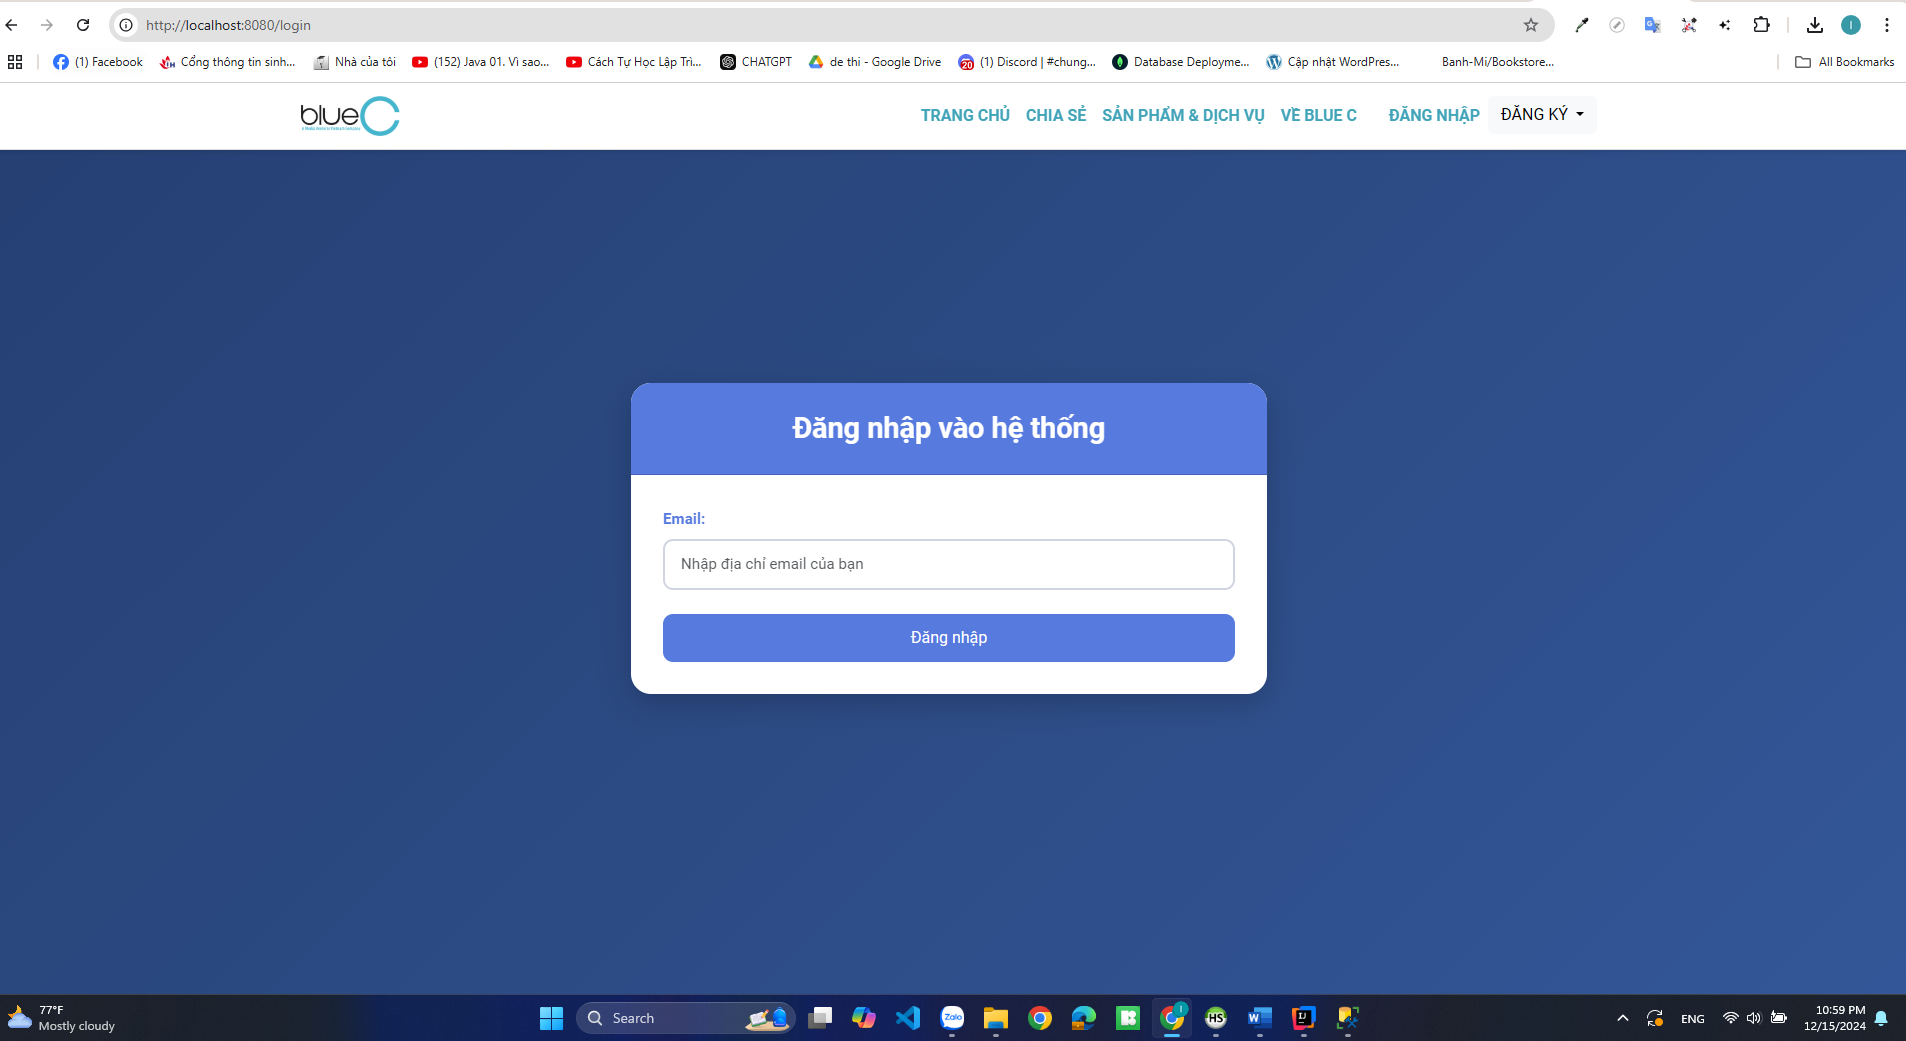 http://localhost:8080/login
(1) Facebook
Cổng thông tin sinh...
Nhà của tôi
(152) Java 01. Vì sao...
Cách Tự Học Lập Trì...
CHATGPT
de thi - Google Drive
20
(1) Discord | #chung...
Database Deployme...
Cập nhật WordPres...
Banh-Mi/Bookstore...
All Bookmarks
blueC
TRANG CHỦ
CHIA SẺ
SẢN PHẨM & DỊCH VỤ
VỀ BLUE C
ĐĂNG NHẬP
ĐĂNG KÝ
Đăng nhập vào hệ thống
Email:
Nhập địa chỉ email của bạn
Đăng nhập
77°F
Mostly cloudy
Search
Zalo
HS
W
IJ
ENG
10:59 PM
12/15/2024